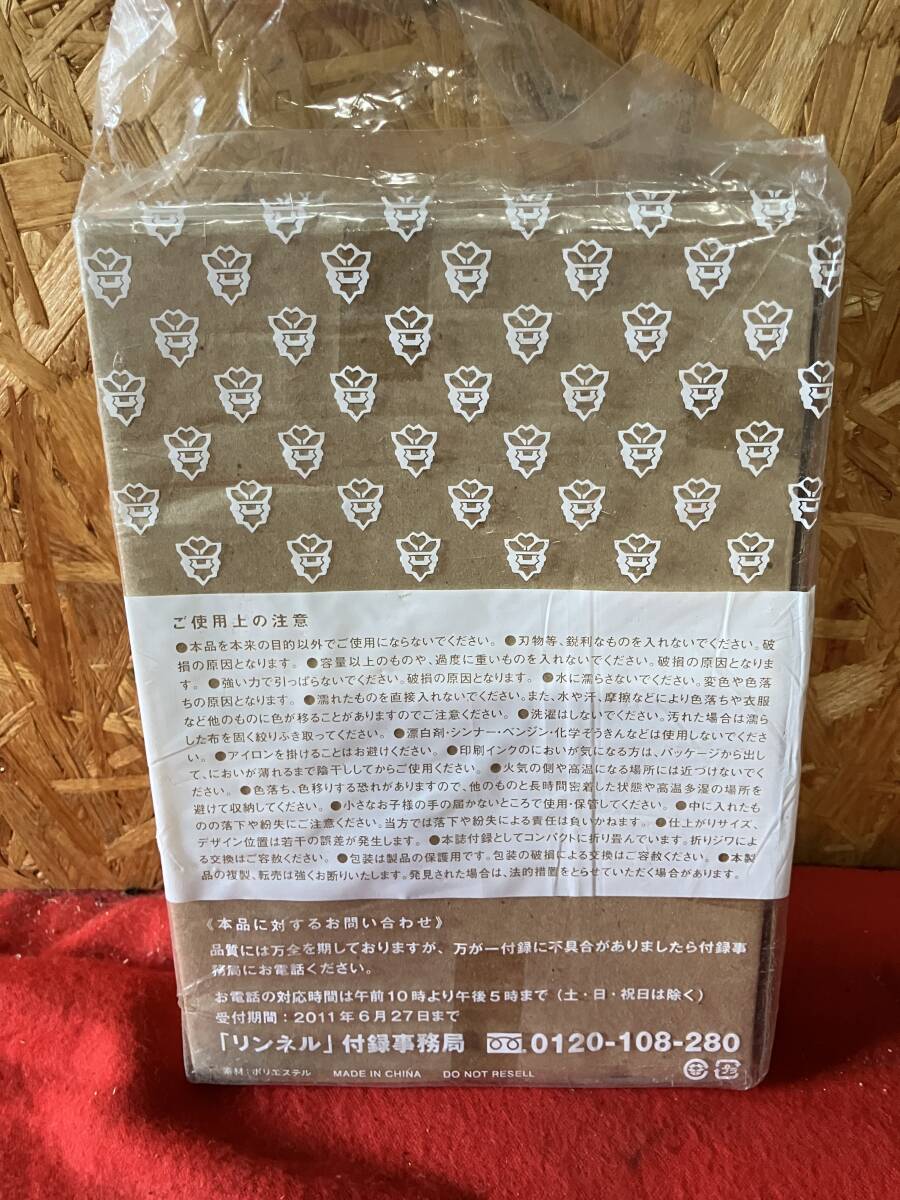 ご使用上の注意
●本品を本来の目的以外でご使用にならないでください。 ●刃物等、鋭利なものを入れないでください。破
損の原因となります。 ●容量以上のものや、過度に重いものを入れないでください。破損の原因となりま
す。 ●強い力で引っぱらないでください。破損の原因となります。 ●水に濡らさないでください。変色や色落
ちの原因となります。 ●濡れたものを直接入れないでください。また、水や汗、摩擦などにより色落ちや衣服
など他のものに色が移ることがありますのでご注意ください。 ●洗濯はしないでください。汚れた場合は濡ら
した布を固く絞りふき取ってください。 ●漂白剤・シンナー・ベンジン・化学ぞうきんなどは使用しないでくださ
い。 ●アイロンを掛けることはお避けください。 ●印刷インクのにおいが気になる方は、パッケージから出し
て、においが薄れるまで陰干ししてからご使用ください。 ●火気の側や高温になる場所には近づけないでく
ださい。 ●色落ち、色移りする恐れがありますので、他のものと長時間密着した状態や高温多湿の場所を
避けて収納してください。 ●小さなお子様の手の届かないところで使用・保管してください。 ●中に入れたも
のの落下や紛失にご注意ください。当方では落下や紛失による責任は負いかねます。 ●仕上がりサイズ、
デザイン位置は若干の誤差が発生します。 ●本誌付録としてコンパクトに折り畳んでいます。折りジワによ
る交換はご容赦ください。 ●包装は製品の保護用です。包装の破損による交換はご容赦ください。 ●本製
品の複製、転売は強くお断りいたします。発見された場合は、法的措置をとらせていただく場合があります。
《本品に対するお問い合わせ》
品質には万全を期しておりますが、万が一付録に不具合がありましたら付録事
務局にお電話ください。
お電話の対応時間は午前10時より午後5時まで（土・日・祝日は除く）
受付期間：2011年6月27日まで
「リンネル」付録事務局 0120-108-280
素材：ポリエステル MADE IN CHINA DO NOT RESELL